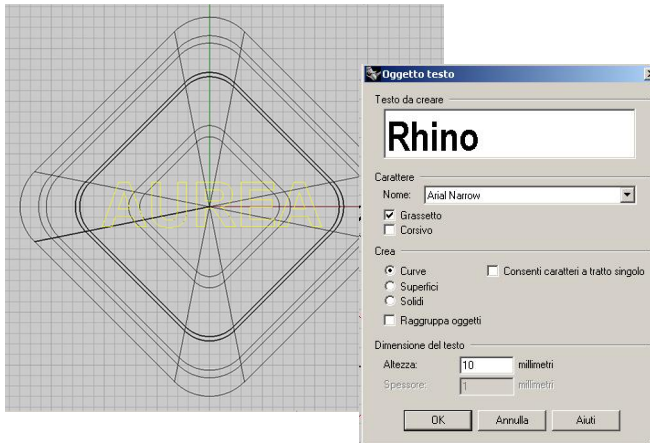 AUREA
Oggetto testo
Testo da creare
Rhino
Carattere
Nome: Arial Narrow
Grassetto
Corsivo
Crea
Curve Consenti caratteri a tratto singolo
Superfici
Solidi
Raggruppa oggetti
Dimensione del testo
Altezza: 10 millimetri
Spessore: 1 millimetri
OK Annulla Aiuti